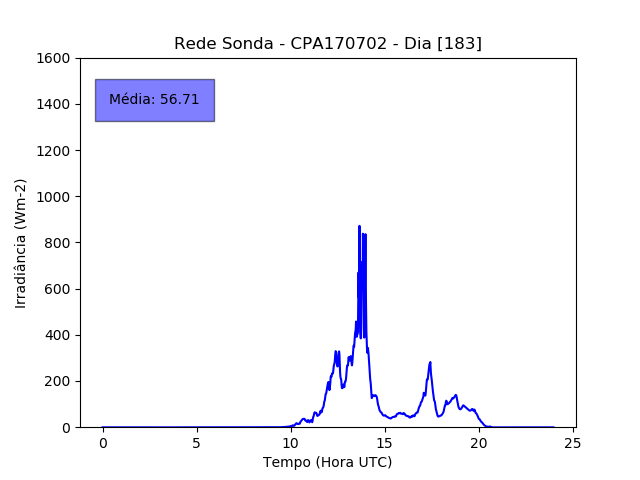 Rede Sonda - CPA170702 - Dia [183]
1600
1400
1200
1000
800
600
400
200
0
Média: 56.71
Irradiância (Wm-2)
0 5 10 15 20 25
Tempo (Hora UTC)